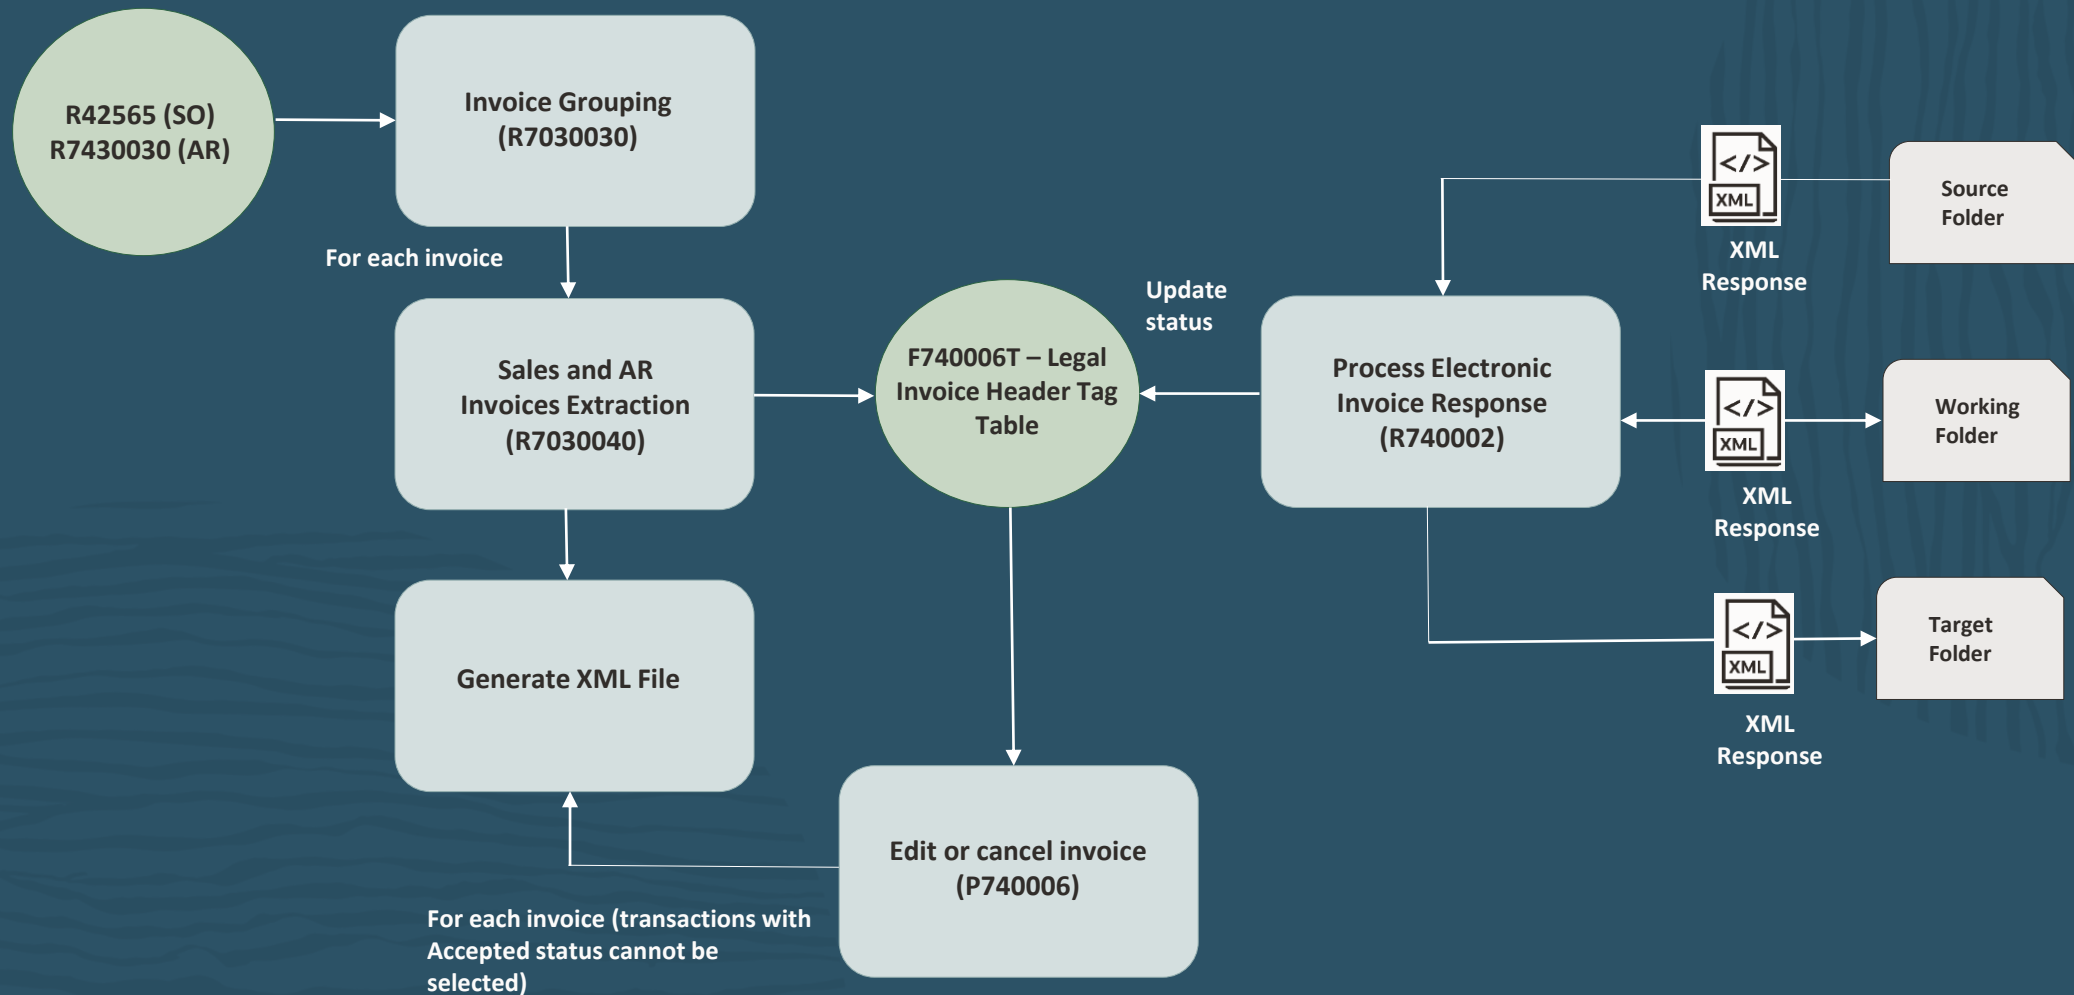 R42565 (SO)
R7430030 (AR)
Invoice Grouping
(R7030030)
For each invoice
Sales and AR
Invoices Extraction
(R7030040)
Generate XML File
F740006T – Legal
Invoice Header Tag
Table
Update
status
Process Electronic
Invoice Response
(R740002)
Edit or cancel invoice
(P740006)
For each invoice (transactions with
Accepted status cannot be
selected)
</>
XML
XML
Response
Source
Folder
</>
XML
XML
Response
Working
Folder
</>
XML
XML
Response
Target
Folder